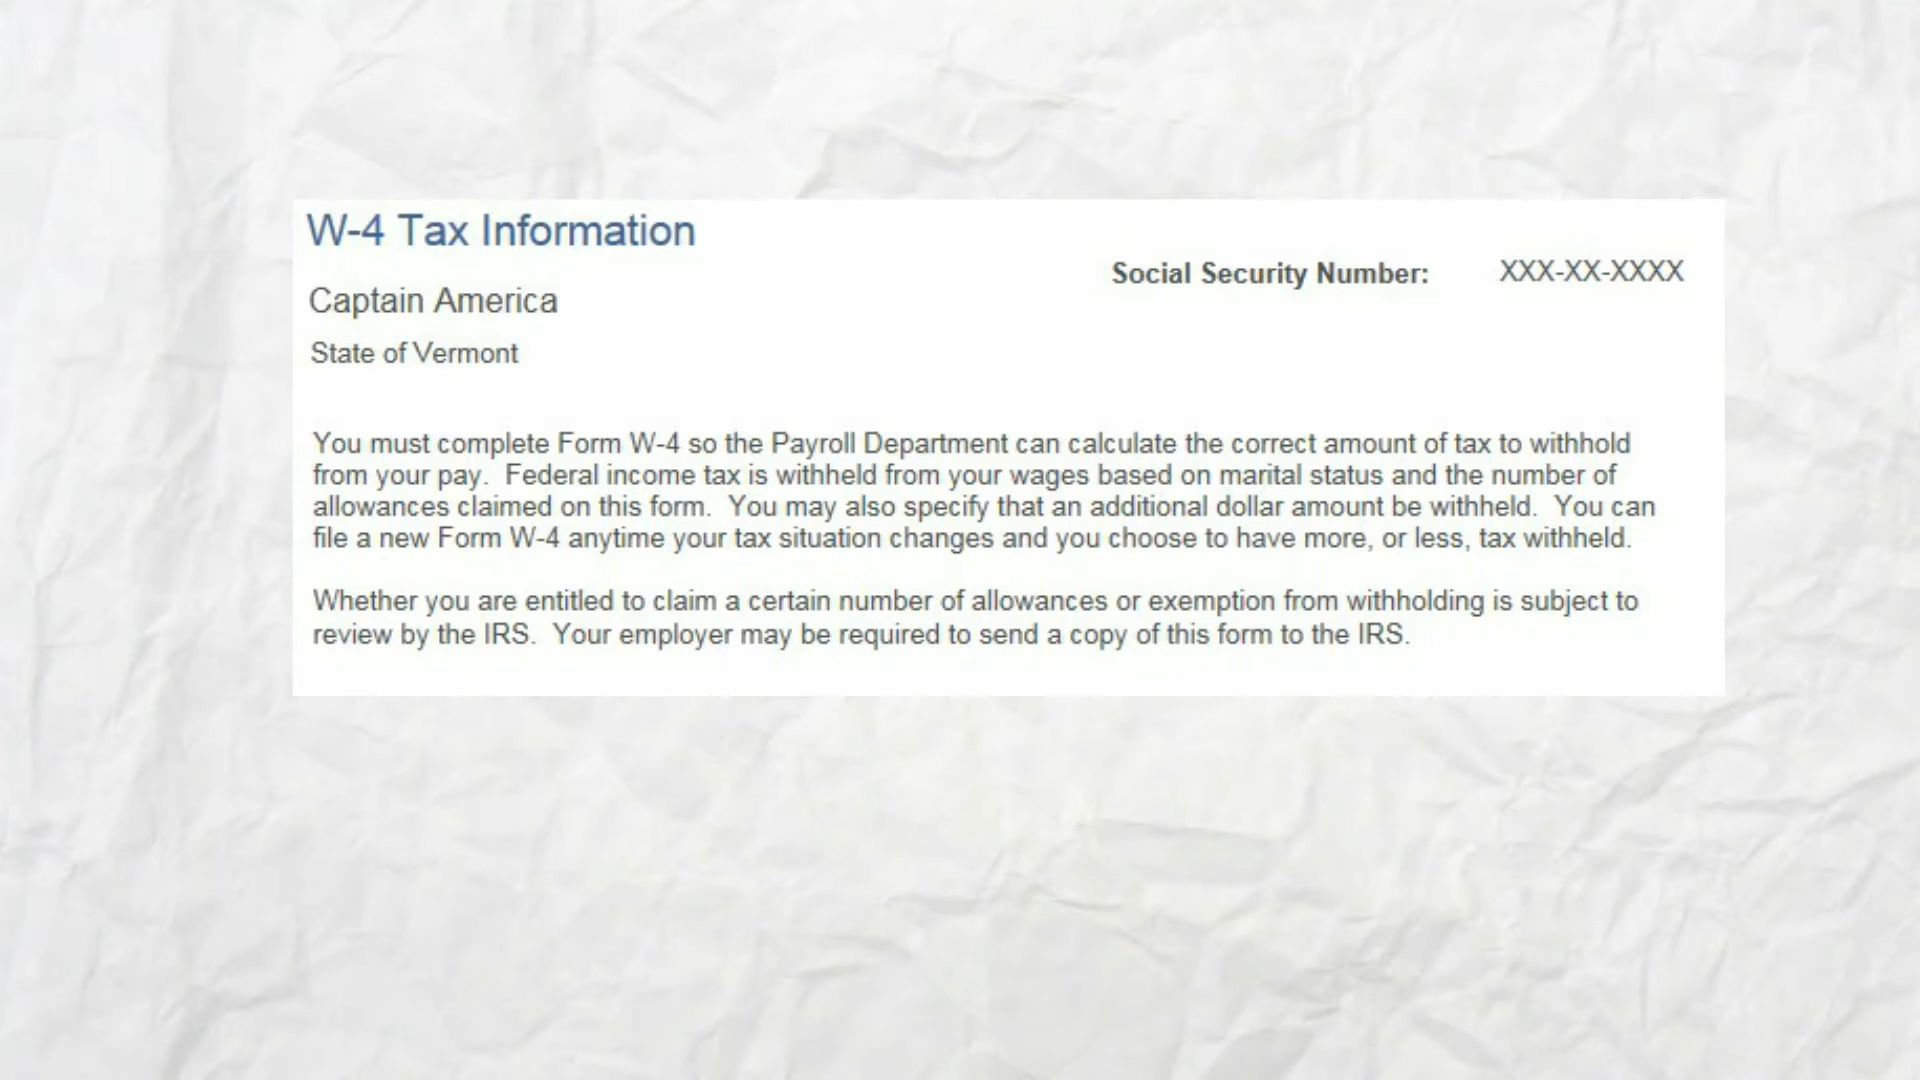 W-4 Tax Information
Social Security Number: XXX-XX-XXXX
Captain America
State of Vermont
You must complete Form W-4 so the Payroll Department can calculate the correct amount of tax to withhold
from your pay.  Federal income tax is withheld from your wages based on marital status and the number of
allowances claimed on this form.  You may also specify that an additional dollar amount be withheld.  You can
file a new Form W-4 anytime your tax situation changes and you choose to have more, or less, tax withheld.
Whether you are entitled to claim a certain number of allowances or exemption from withholding is subject to
review by the IRS.  Your employer may be required to send a copy of this form to the IRS.